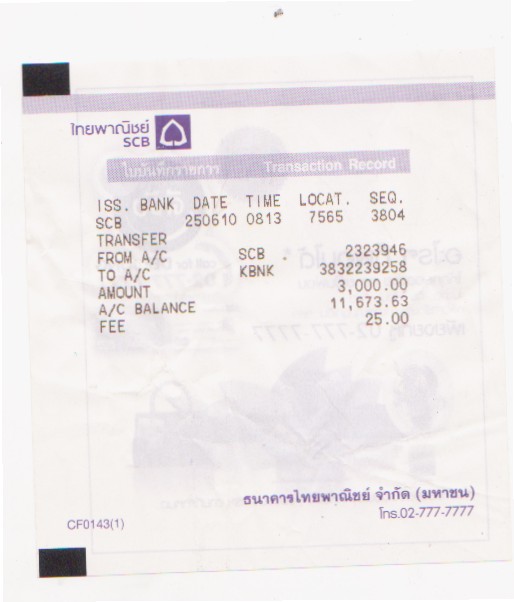 ไทยพาณิชย์
SCB
ใบบันทึกรายการ Transaction Record
ISS. BANK DATE TIME LOCAT. SEQ.
SCB 250610 0813 7565 3804
TRANSFER
FROM A/C SCB 2323946
TO A/C KBNK 3832239258
AMOUNT 3,000.00
A/C BALANCE 11,673.63
FEE 25.00
ธนาคารไทยพาณิชย์ จำกัด (มหาชน)
โทร.02-777-7777
CF0143(1)